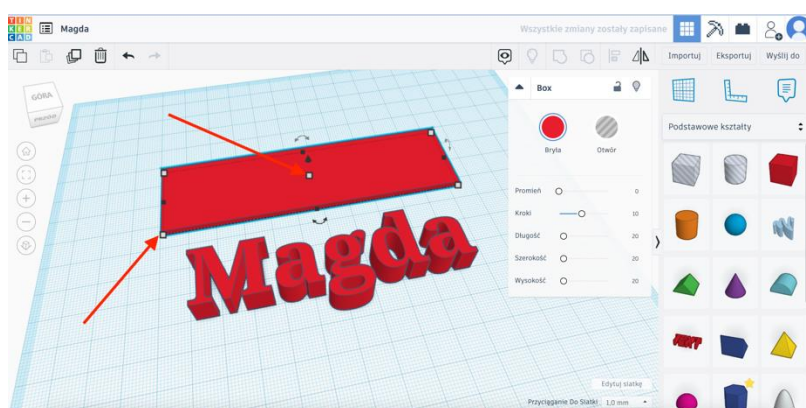 TIN
KER
CAD
Magda
Wszystkie zmiany zostały zapisane
Importuj Eksportuj Wyślij do
GÓRA
PRZÓD
Box
Bryła Otwór
Promień 0
Kroki 10
Długość 20
Szerokość 20
Wysokość 20
Podstawowe kształty
Magda
Edytuj siatkę
Przyciąganie Do Siatki 1,0 mm